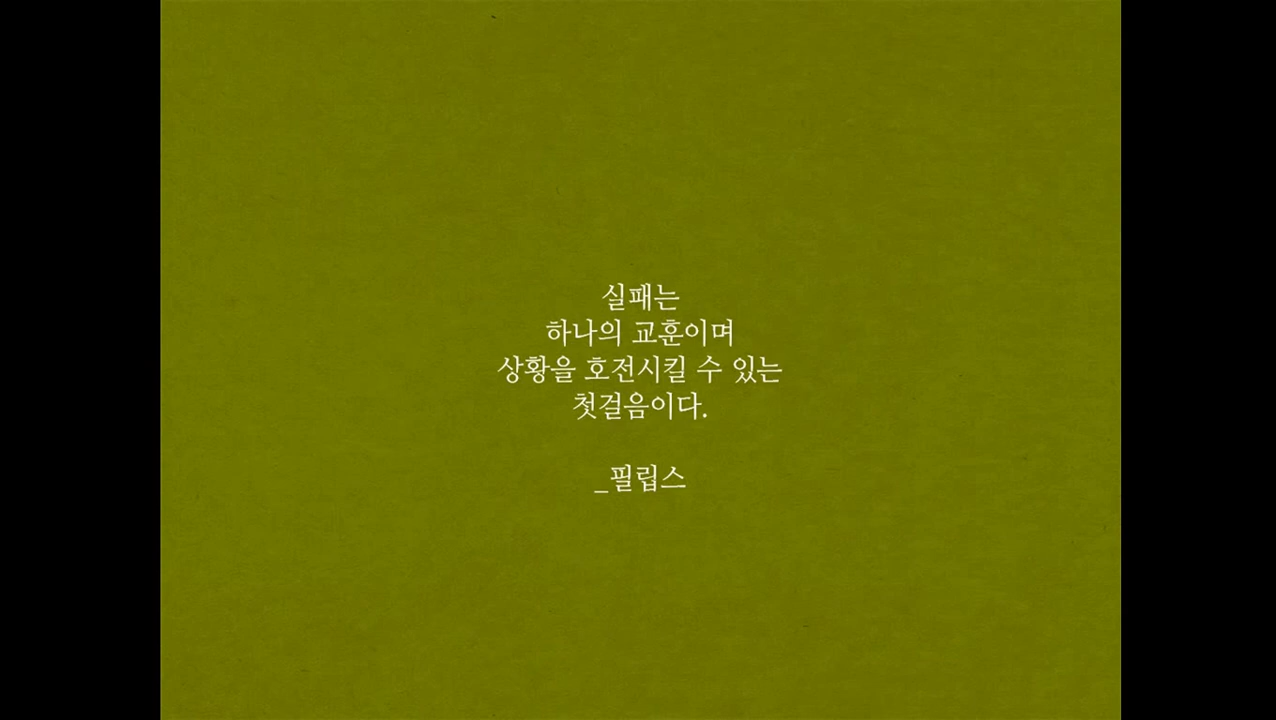 실패는
하나의 교훈이며
상황을 호전시킬 수 있는
첫걸음이다.
_필립스